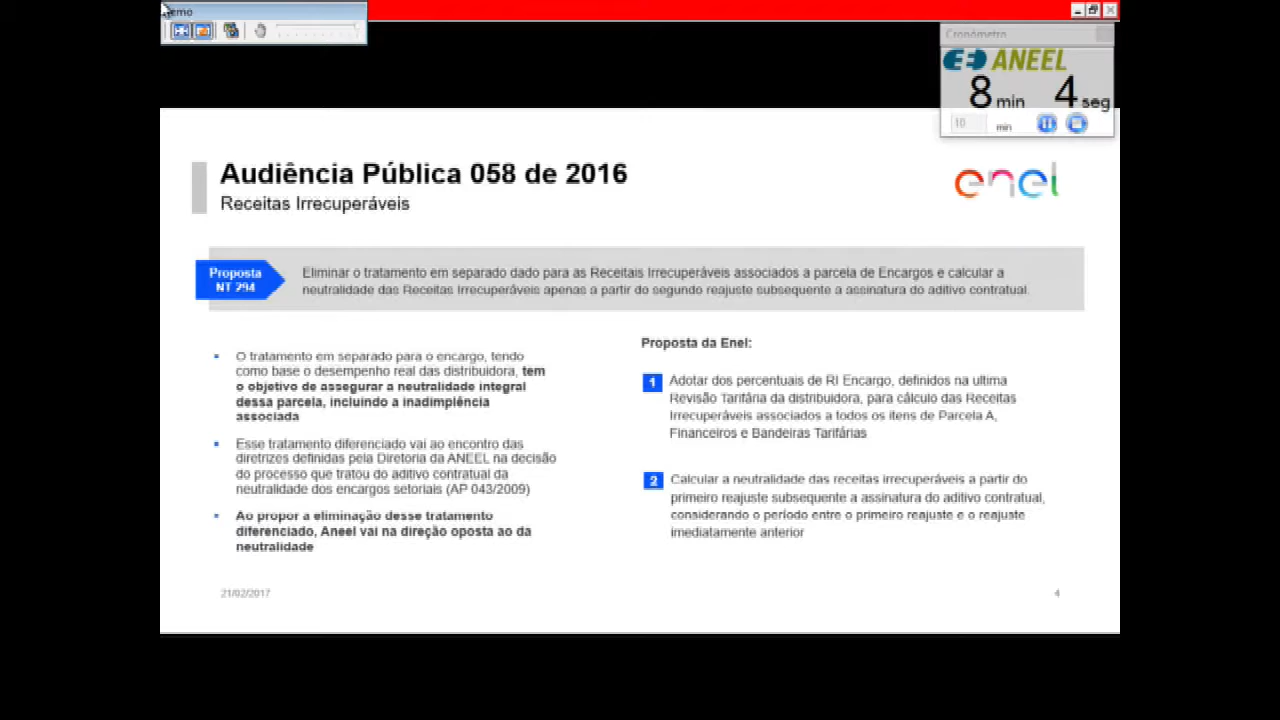 emo
Cronómetro
ANEEL
8 min 4 seg
10 min
Audiência Pública 058 de 2016
Receitas Irrecuperáveis
enel
Proposta
NT 294
Eliminar o tratamento em separado dado para as Receitais Irrecuperáveis associados a parcela de Encargos e calcular a
neutralidade das Receitas Irrecuperáveis apenas a partir do segundo reajuste subsequente a assinatura do aditivo contratual.
▪ O tratamento em separado para o encargo, tendo
como base o desempenho real das distribuidora, tem
o objetivo de assegurar a neutralidade integral
dessa parcela, incluindo a inadimplência
associada
▪ Esse tratamento diferenciado vai ao encontro das
diretrizes definidas pela Diretoria da ANEEL na decisão
do processo que tratou do aditivo contratual da
neutralidade dos encargos setoriais (AP 043/2009)
▪ Ao propor a eliminação desse tratamento
diferenciado, Aneel vai na direção oposta ao da
neutralidade
Proposta da Enel:
1 Adotar dos percentuais de RI Encargo, definidos na ultima
Revisão Tarifária da distribuidora, para cálculo das Receitas
Irrecuperáveis associados a todos os itens de Parcela A,
Financeiros e Bandeiras Tarifárias
2 Calcular a neutralidade das receitas irrecuperáveis a partir do
primeiro reajuste subsequente a assinatura do aditivo contratual,
considerando o período entre o primeiro reajuste e o reajuste
imediatamente anterior
21/02/2017
4